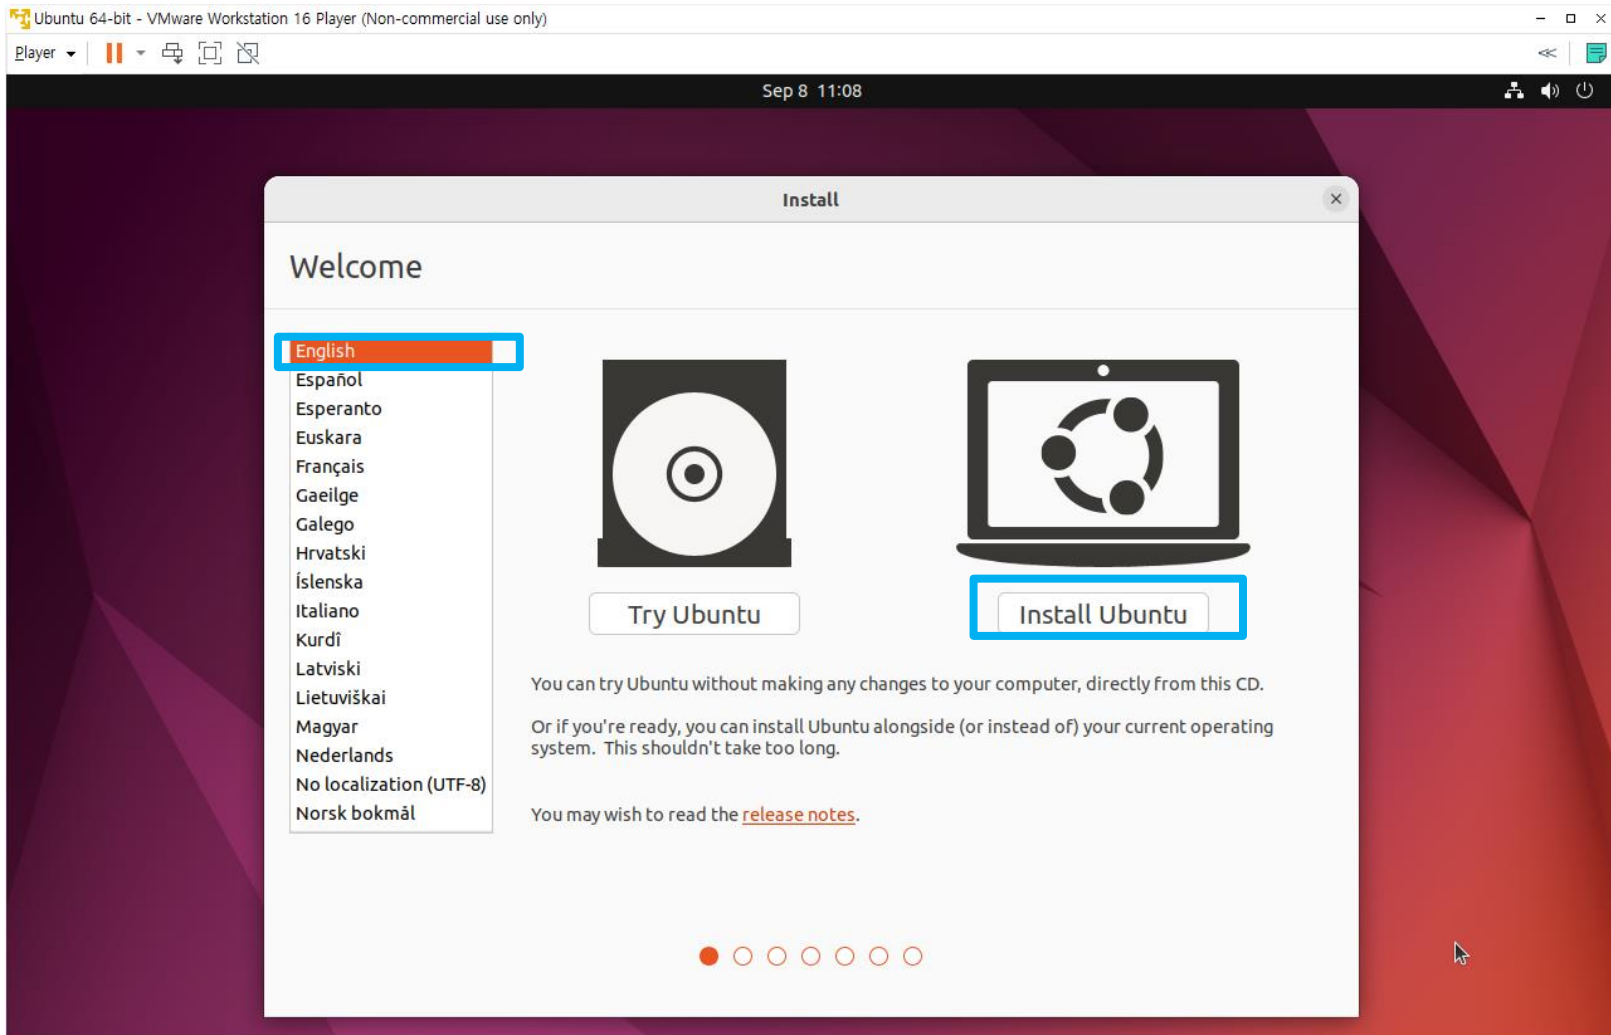 Ubuntu 64-bit - VMware Workstation 16 Player (Non-commercial use only)
Player
Sep 8 11:08
Install
Welcome
English
Español
Esperanto
Euskara
Français
Gaeilge
Galego
Hrvatski
Íslenska
Italiano
Kurdî
Latviski
Lietuviškai
Magyar
Nederlands
No localization (UTF-8)
Norsk bokmål
Try Ubuntu
Install Ubuntu
You can try Ubuntu without making any changes to your computer, directly from this CD.
Or if you're ready, you can install Ubuntu alongside (or instead of) your current operating
system. This shouldn't take too long.
You may wish to read the release notes.